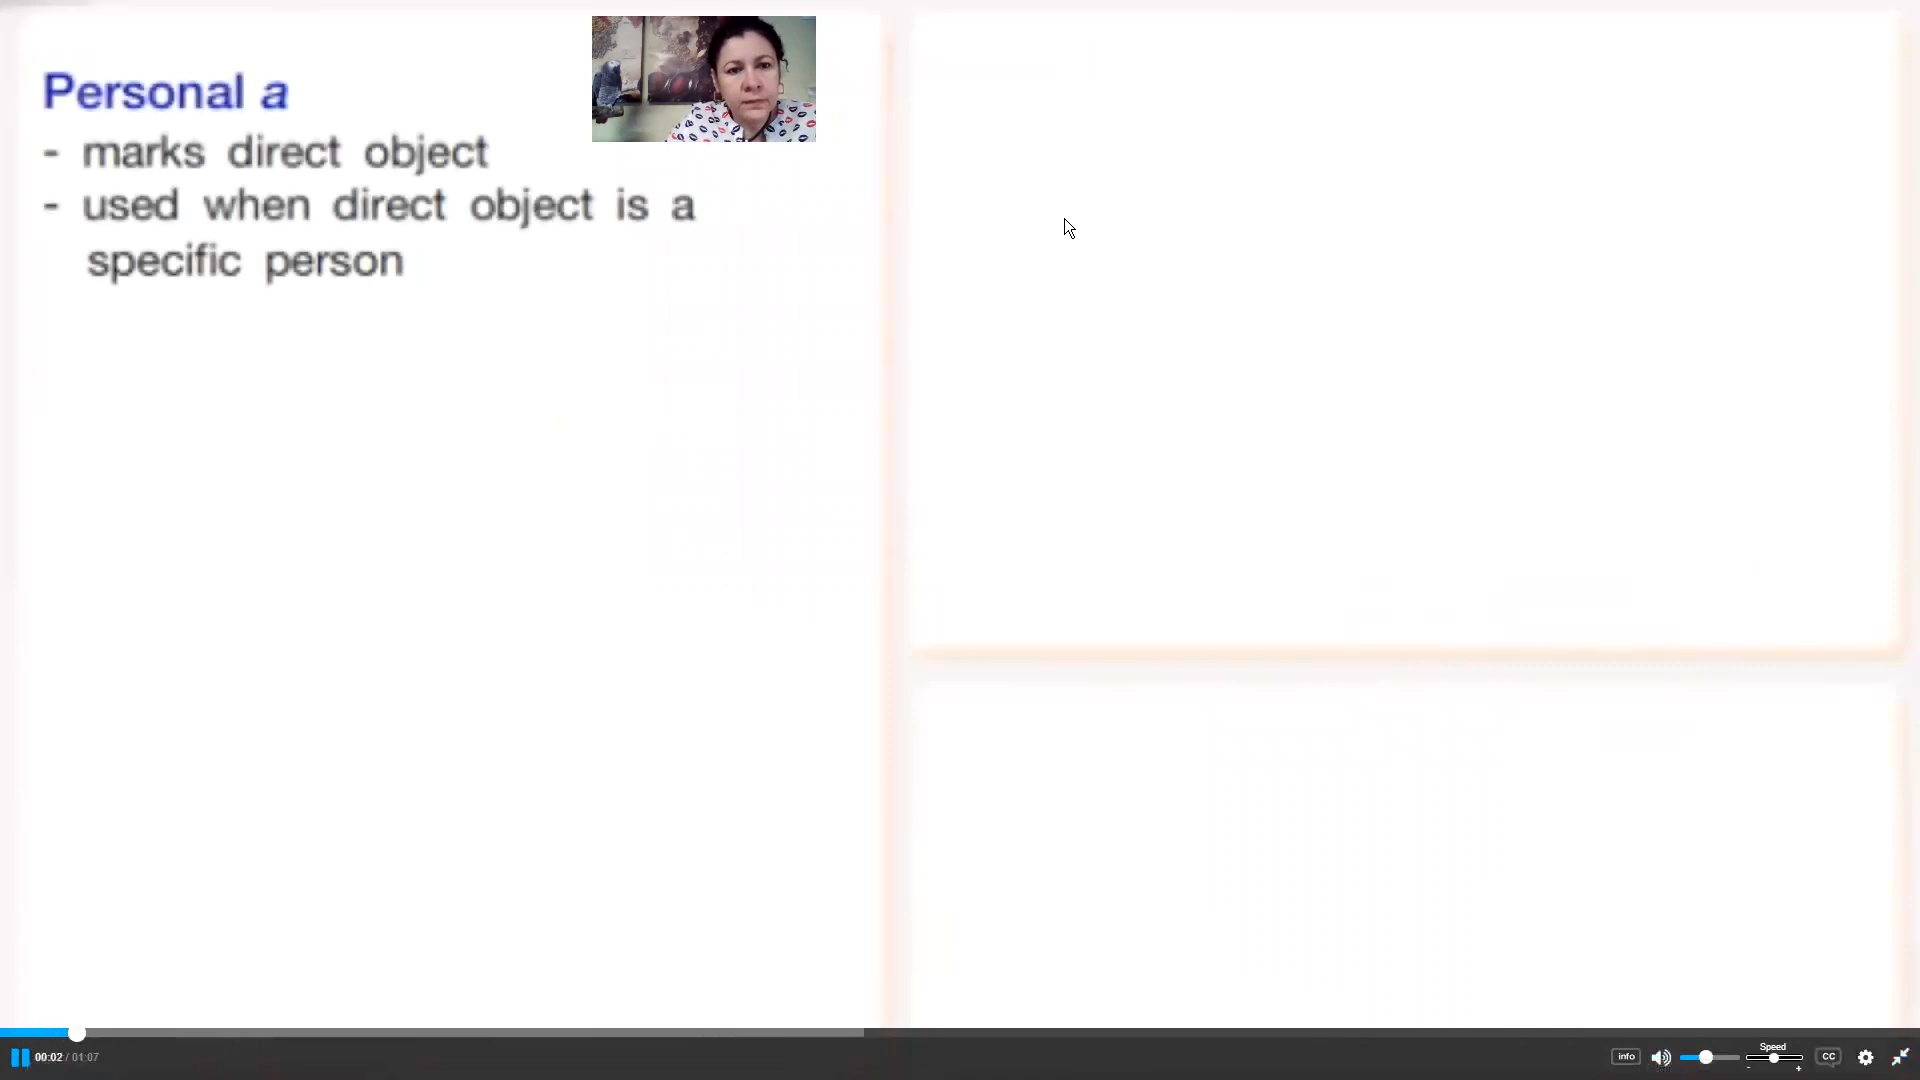 Personal a
- marks direct object
- used when direct object is a
specific person
00:02 / 01:07
info
Speed
- +
CC